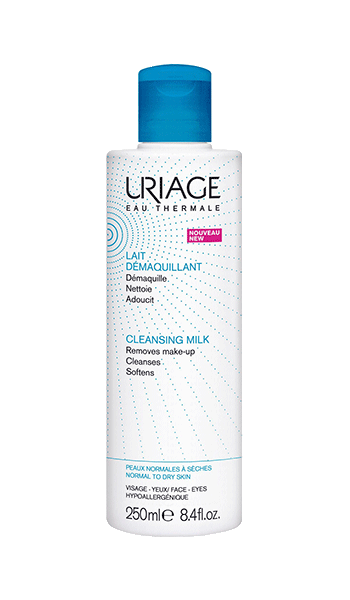 URIAGE
EAU THERMALE
NOUVEAU
NEW
LAIT
DÉMAQUILLANT
Démaquille
Nettoie
Adoucit
CLEANSING MILK
Removes make-up
Cleanses
Softens
PEAUX NORMALES À SÈCHES
NORMAL TO DRY SKIN
VISAGE - YEUX/ FACE - EYES
HYPOALLERGÉNIQUE
250ml℮ 8.4fl.oz.